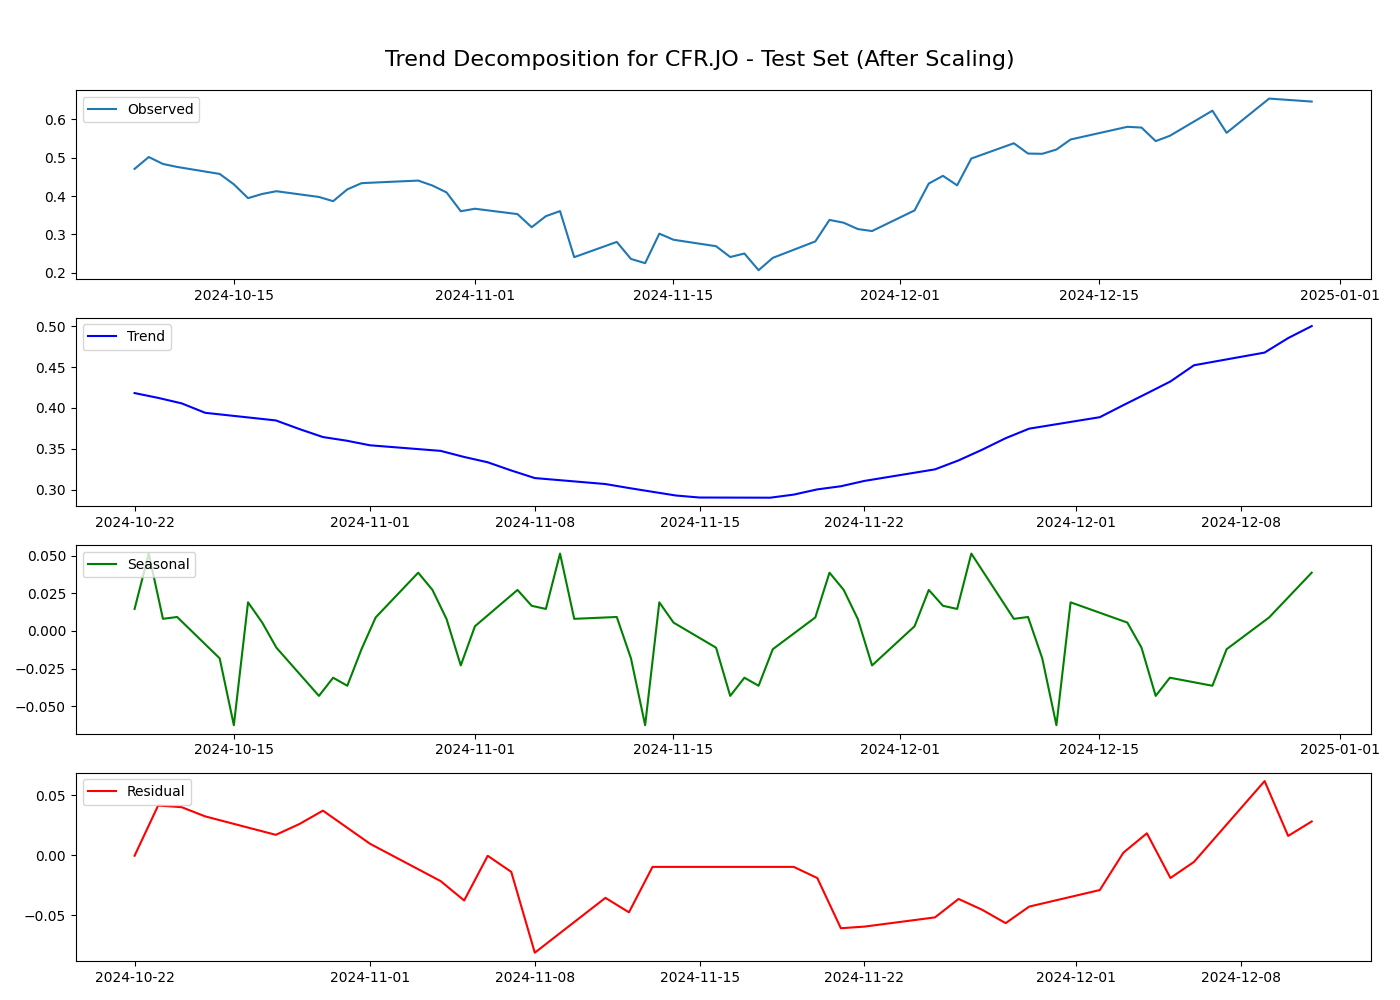 Trend Decomposition for CFR.JO - Test Set (After Scaling)
Observed
0.6
0.5
0.4
0.3
0.2
2024-10-15 2024-11-01 2024-11-15 2024-12-01 2024-12-15 2025-01-01
Trend
0.50
0.45
0.40
0.35
0.30
2024-10-22 2024-11-01 2024-11-08 2024-11-15 2024-11-22 2024-12-01 2024-12-08
Seasonal
0.050
0.025
0.000
−0.025
−0.050
2024-10-15 2024-11-01 2024-11-15 2024-12-01 2024-12-15 2025-01-01
Residual
0.05
0.00
−0.05
2024-10-22 2024-11-01 2024-11-08 2024-11-15 2024-11-22 2024-12-01 2024-12-08